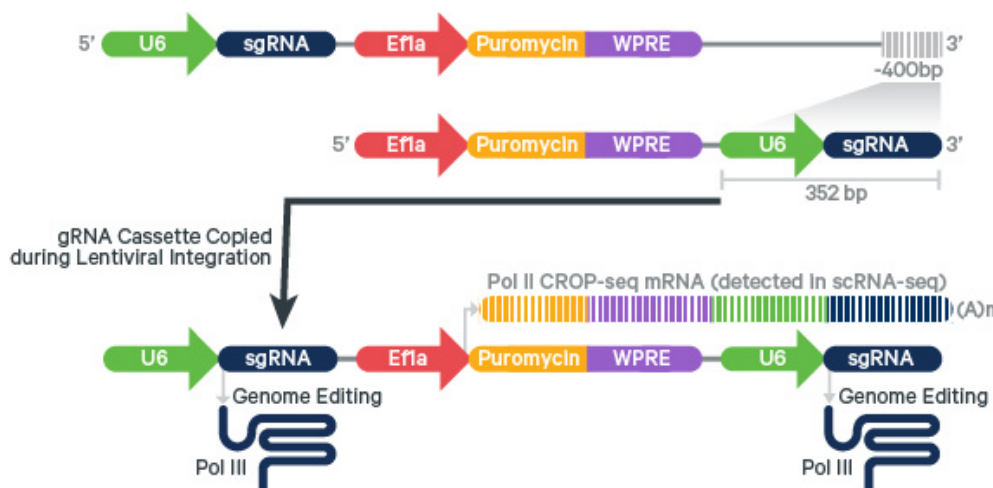 5’ U6 sgRNA Ef1a Puromycin WPRE 3’
-400bp
5’ Ef1a Puromycin WPRE U6 sgRNA 3’
352 bp
gRNA Cassette Copied
during Lentiviral Integration
Pol II CROP-seq mRNA (detected in scRNA-seq)
(A)n
U6 sgRNA Ef1a Puromycin WPRE U6 sgRNA
Genome Editing Genome Editing
Pol III Pol III